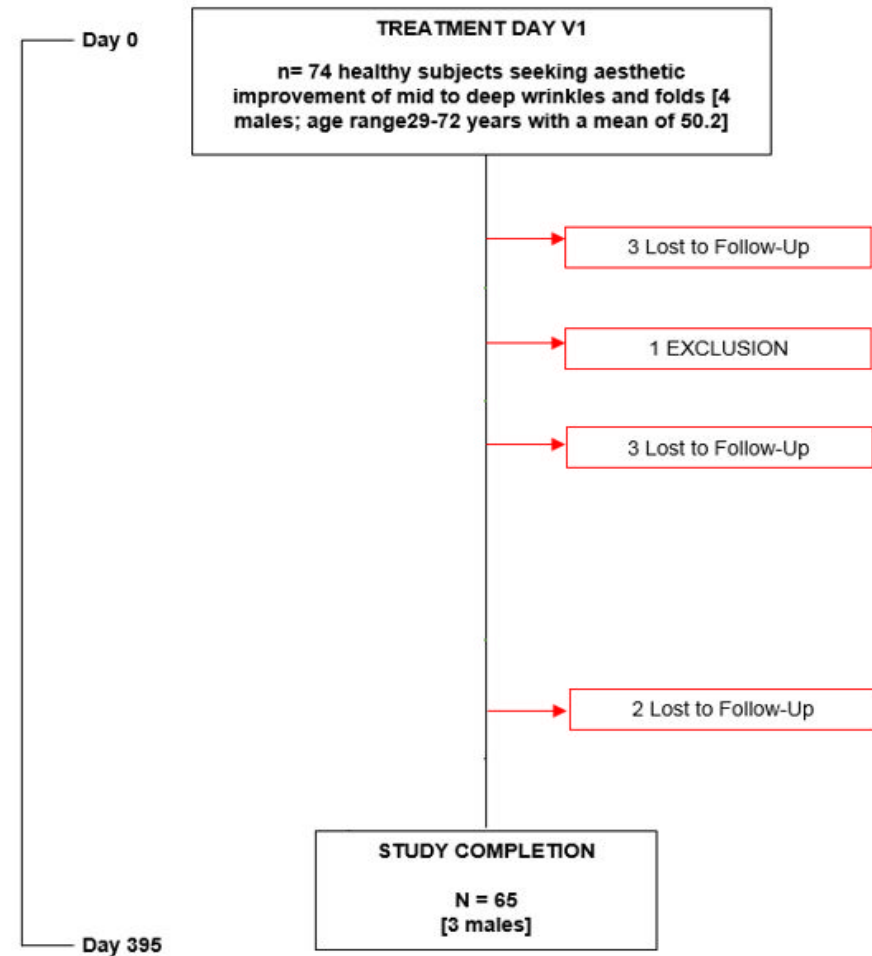 Day 0
TREATMENT DAY V1
n= 74 healthy subjects seeking aesthetic
improvement of mid to deep wrinkles and folds [4
males; age range29-72 years with a mean of 50.2]
3 Lost to Follow-Up
1 EXCLUSION
3 Lost to Follow-Up
2 Lost to Follow-Up
STUDY COMPLETION
N = 65
[3 males]
Day 395